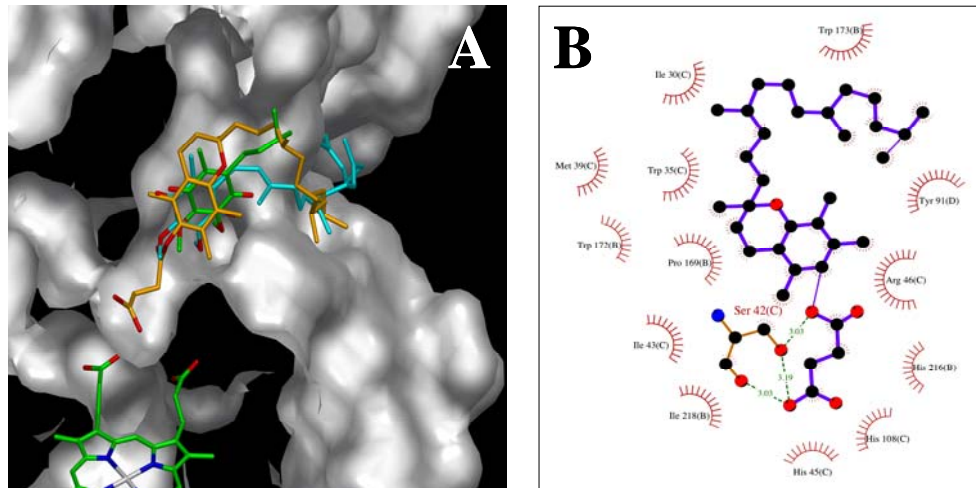 A
B
Trp 173(B)
Ile 30(C)
Met 39(C)
Trp 35(C)
Tyr 91(D)
Trp 172(B)
Pro 169(B)
Arg 46(C)
Ser 42(C)
3.03
Ile 43(C)
3.19
His 216(B)
3.03
Ile 218(B)
His 108(C)
His 45(C)